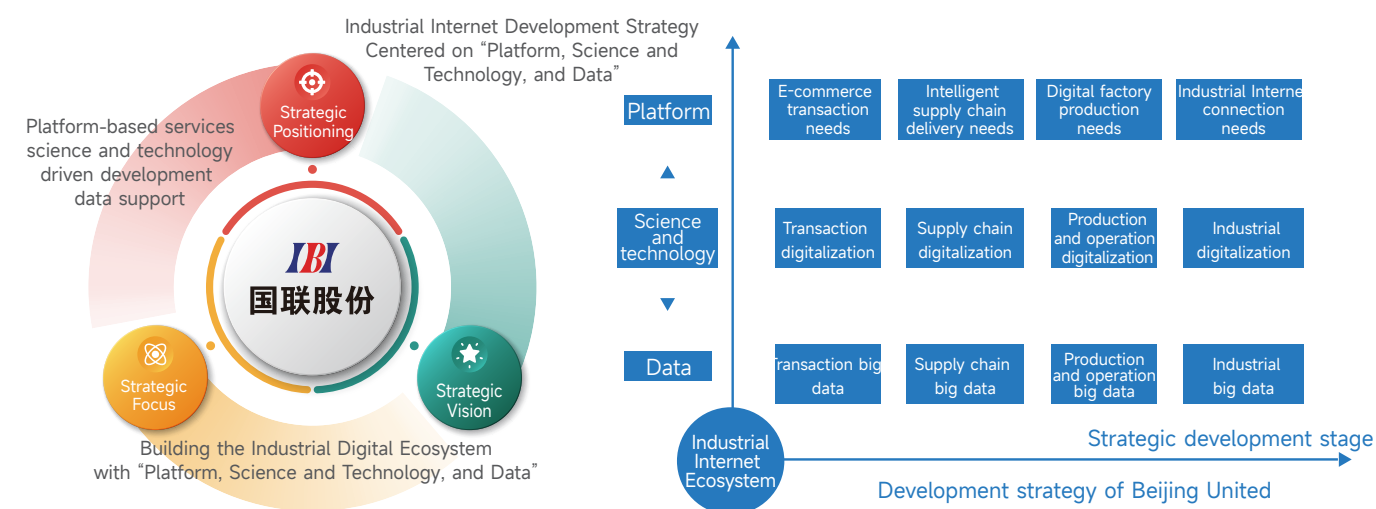 Industrial Internet Development Strategy
Centered on “Platform, Science and
Technology, and Data”
Strategic
Positioning
Platform-based services
science and technology
driven development
data support
IBI
国联股份
Strategic
Focus
Strategic
Vision
Building the Industrial Digital Ecosystem
with “Platform, Science and Technology, and Data”
Platform
E-commerce
transaction
needs
Intelligent
supply chain
delivery needs
Digital factory
production
needs
Industrial Interne
connection
needs
Science
and
technology
Transaction
digitalization
Supply chain
digitalization
Production
and operation
digitalization
Industrial
digitalization
Data
Transaction big
data
Supply chain
big data
Production
and operation
big data
Industrial
big data
Industrial
Internet
Ecosystem
Strategic development stage
Development strategy of Beijing United